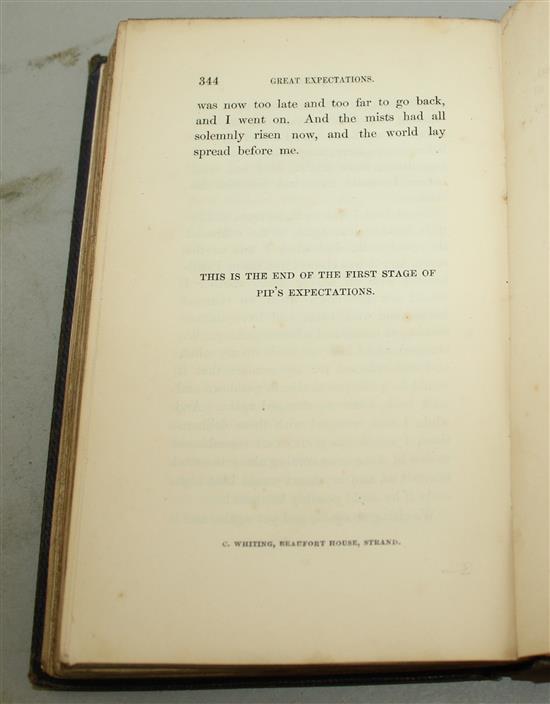 344 GREAT EXPECTATIONS.
was now too late and too far to go back,
and I went on. And the mists had all
solemnly risen now, and the world lay
spread before me.
THIS IS THE END OF THE FIRST STAGE OF
PIP'S EXPECTATIONS.
C. WHITING, BEAUFORT HOUSE, STRAND.